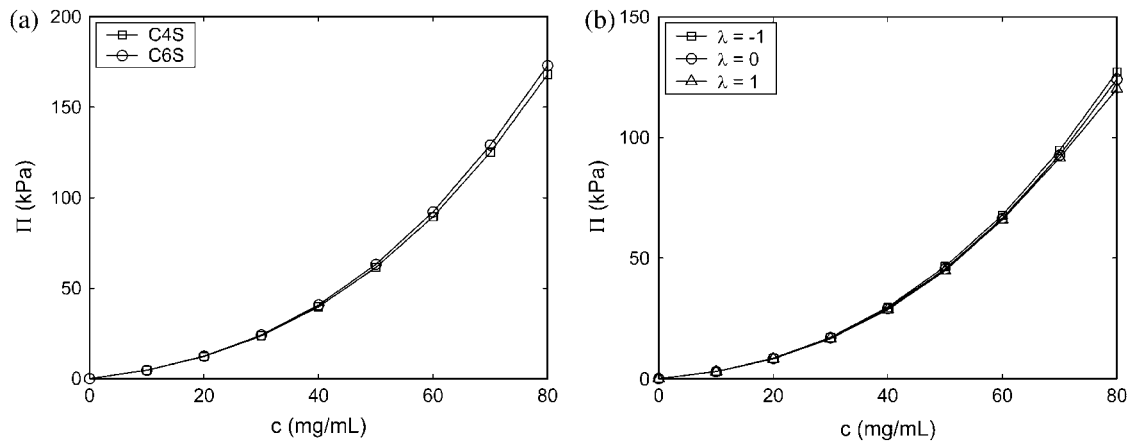 (a)
C4S
C6S
200
150
100
50
0
Π (kPa)
0 20 40 60 80
c (mg/mL)
(b)
λ = -1
λ = 0
λ = 1
150
100
50
0
Π (kPa)
0 20 40 60 80
c (mg/mL)